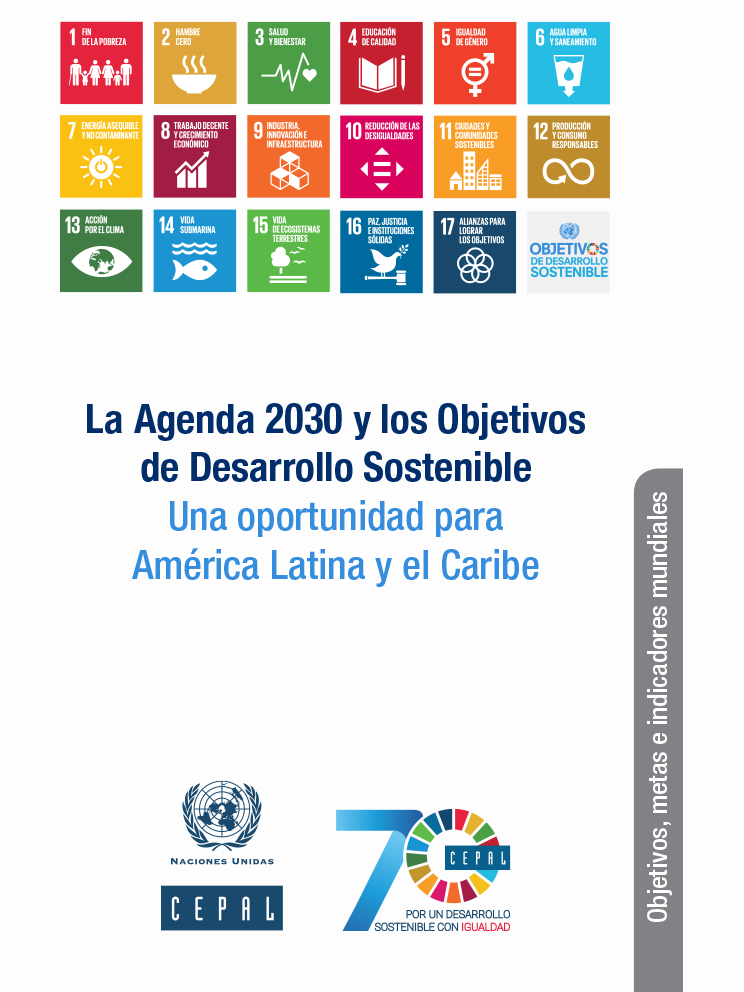 1 FIN
DE LA POBREZA
2 HAMBRE
CERO
3 SALUD
Y BIENESTAR
4 EDUCACIÓN
DE CALIDAD
5 IGUALDAD
DE GÉNERO
6 AGUA LIMPIA
Y SANEAMIENTO
7 ENERGÍA ASEQUIBLE
Y NO CONTAMINANTE
8 TRABAJO DECENTE
Y CRECIMIENTO
ECONÓMICO
9 INDUSTRIA,
INNOVACIÓN E
INFRAESTRUCTURA
10 REDUCCIÓN DE LAS
DESIGUALDADES
11 CIUDADES Y
COMUNIDADES
SOSTENIBLES
12 PRODUCCIÓN
Y CONSUMO
RESPONSABLES
13 ACCIÓN
POR EL CLIMA
14 VIDA
SUBMARINA
15 VIDA
DE ECOSISTEMAS
TERRESTRES
16 PAZ, JUSTICIA
E INSTITUCIONES
SÓLIDAS
17 ALIANZAS PARA
LOGRAR
LOS OBJETIVOS
OBJETIVOS
DE DESARROLLO
SOSTENIBLE
La Agenda 2030 y los Objetivos
de Desarrollo Sostenible
Una oportunidad para
América Latina y el Caribe
Objetivos, metas e indicadores mundiales
NACIONES UNIDAS
CEPAL
70
CEPAL
POR UN DESARROLLO
SOSTENIBLE CON IGUALDAD